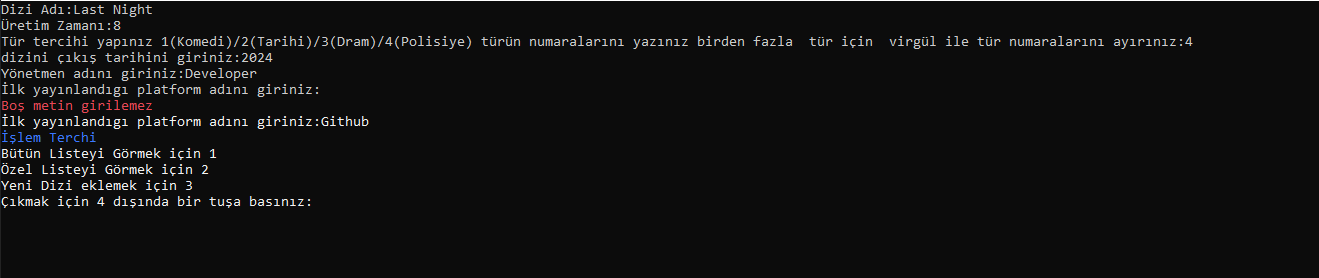 Dizi Adı:Last Night
Üretim Zamanı:8
Tür tercihi yapınız 1(Komedi)/2(Tarihi)/3(Dram)/4(Polisiye) türün numaralarını yazınız birden fazla  tür için  virgül ile tür numaralarını ayırınız:4
dizini çıkış tarihini giriniz:2024
Yönetmen adını giriniz:Developer
İlk yayınlandıgı platform adını giriniz:
Boş metin girilemez
İlk yayınlandıgı platform adını giriniz:Github
İşlem Terchi
Bütün Listeyi Görmek için 1
Özel Listeyi Görmek için 2
Yeni Dizi eklemek için 3
Çıkmak için 4 dışında bir tuşa basınız: